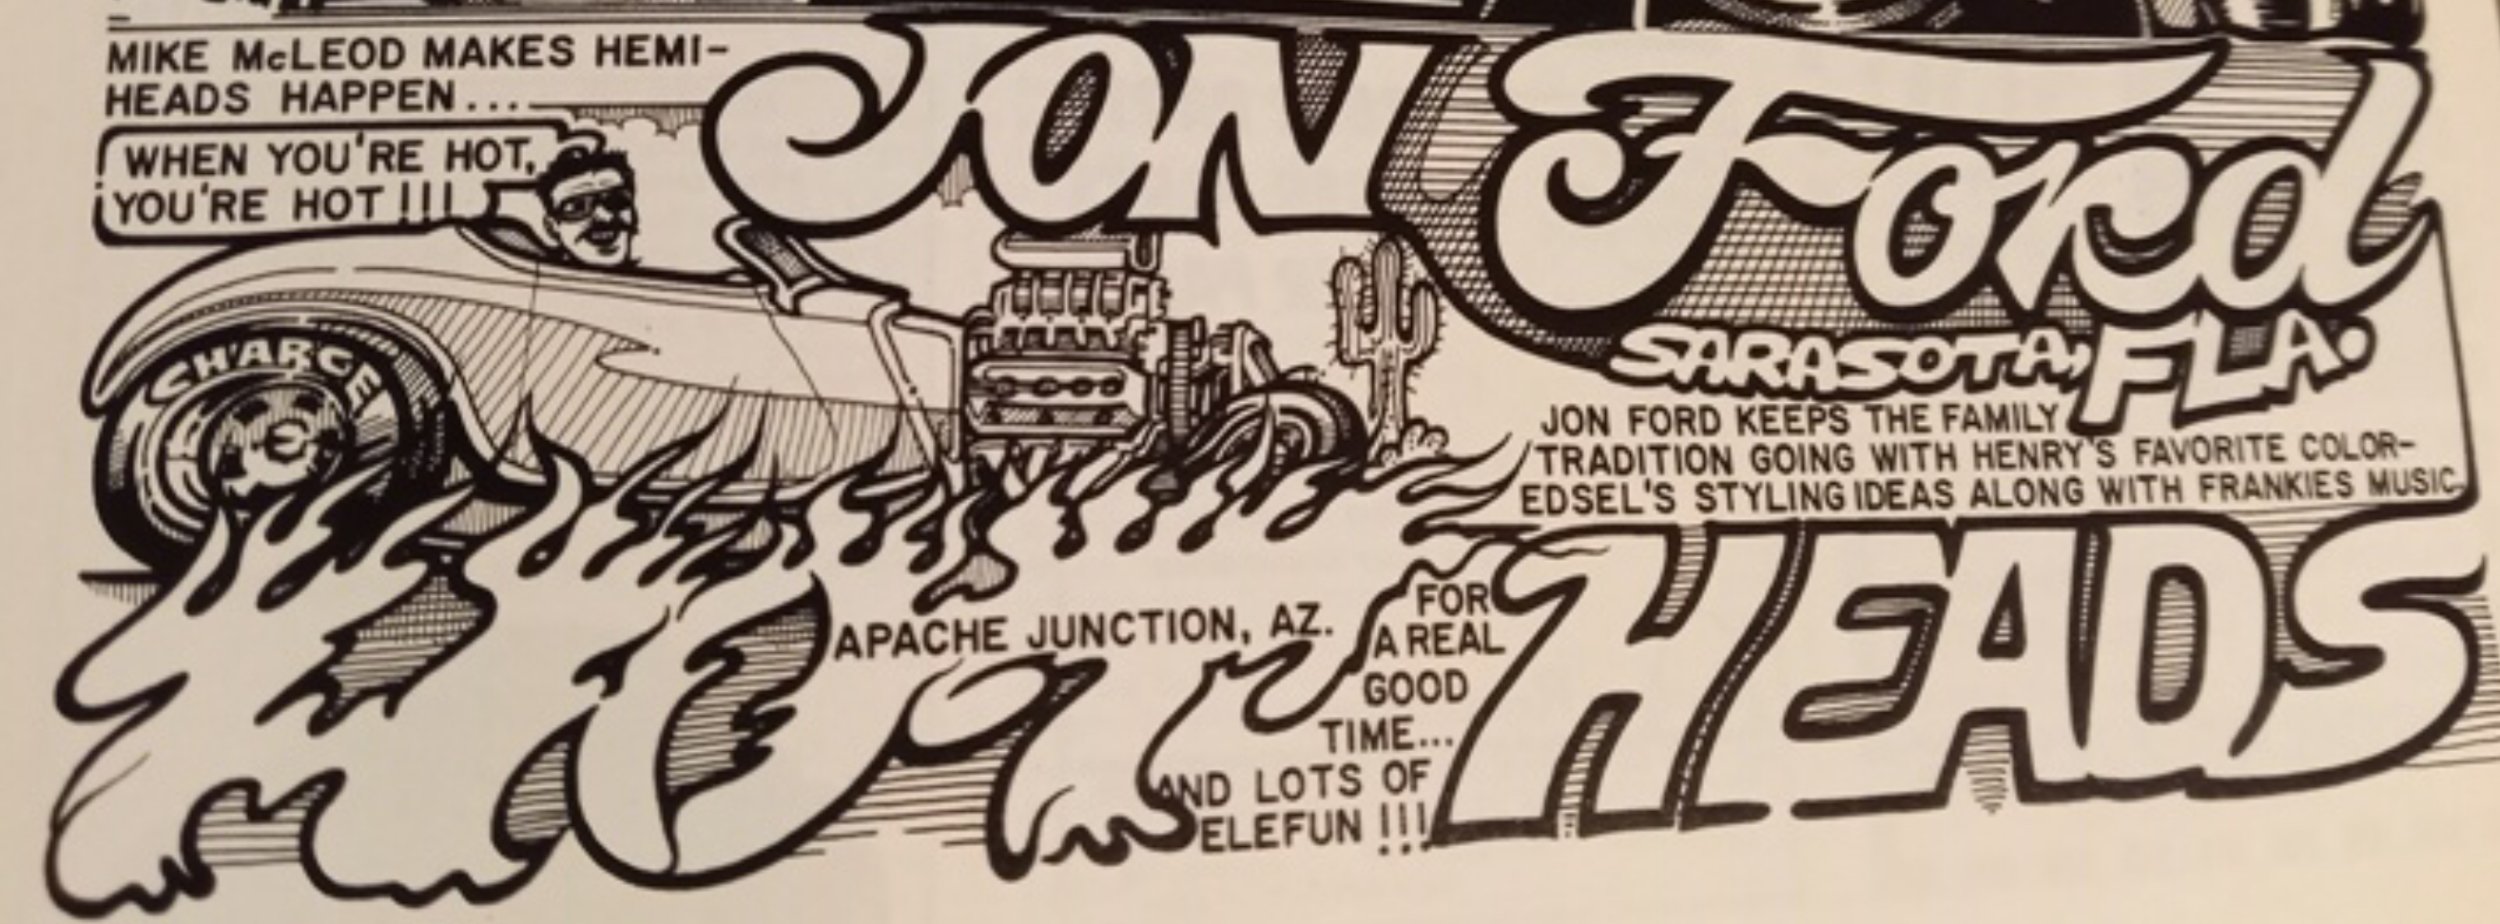 MIKE McLEOD MAKES HEMI-
HEADS HAPPEN...
WHEN YOU'RE HOT,
YOU'RE HOT!!!
CHARGE
JON Ford
SARASOTA, FLA.
JON FORD KEEPS THE FAMILY
TRADITION GOING WITH HENRY'S FAVORITE COLOR-
EDSEL'S STYLING IDEAS ALONG WITH FRANKIES MUSIC
HOT HEADS
APACHE JUNCTION, AZ.
FOR
A REAL
GOOD
TIME...
AND LOTS OF
ELEFUN!!!